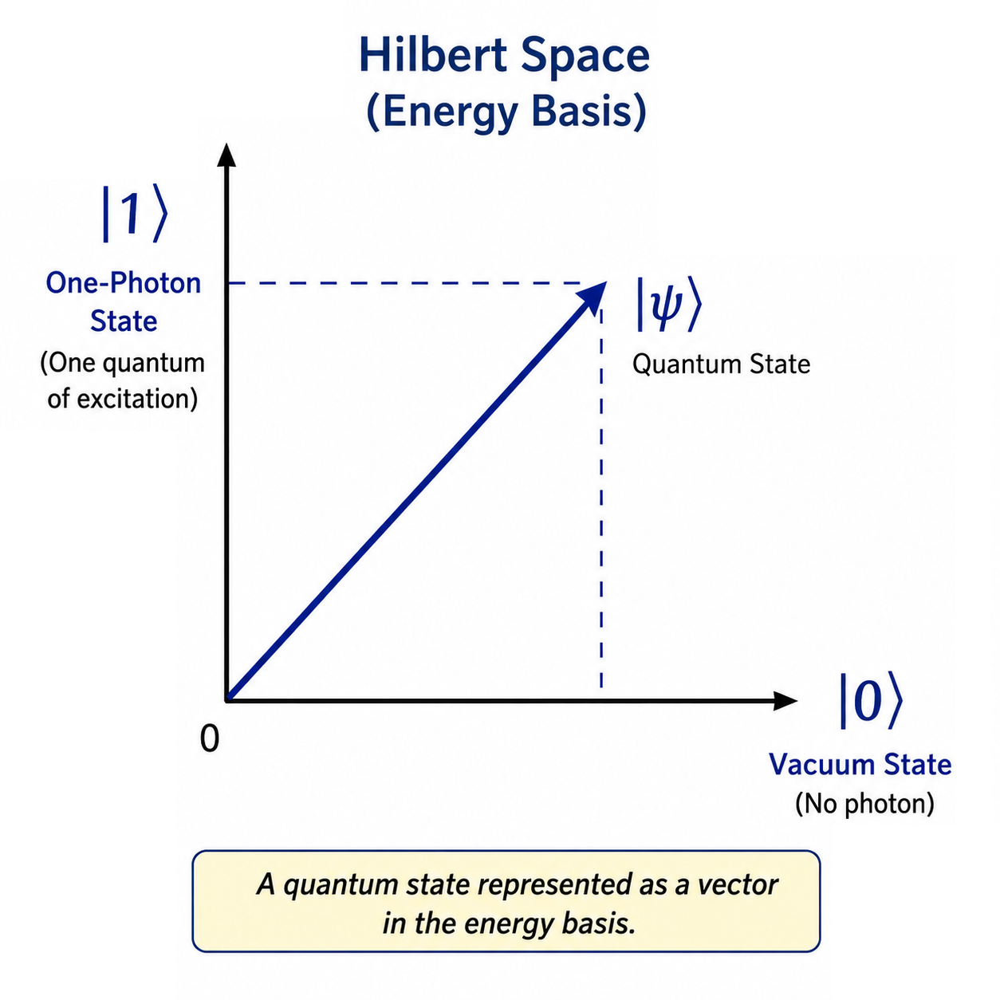 Hilbert Space
(Energy Basis)
|1⟩
One-Photon
State
(One quantum
of excitation)
|ψ⟩
Quantum State
0
|0⟩
Vacuum State
(No photon)
A quantum state represented as a vector
in the energy basis.